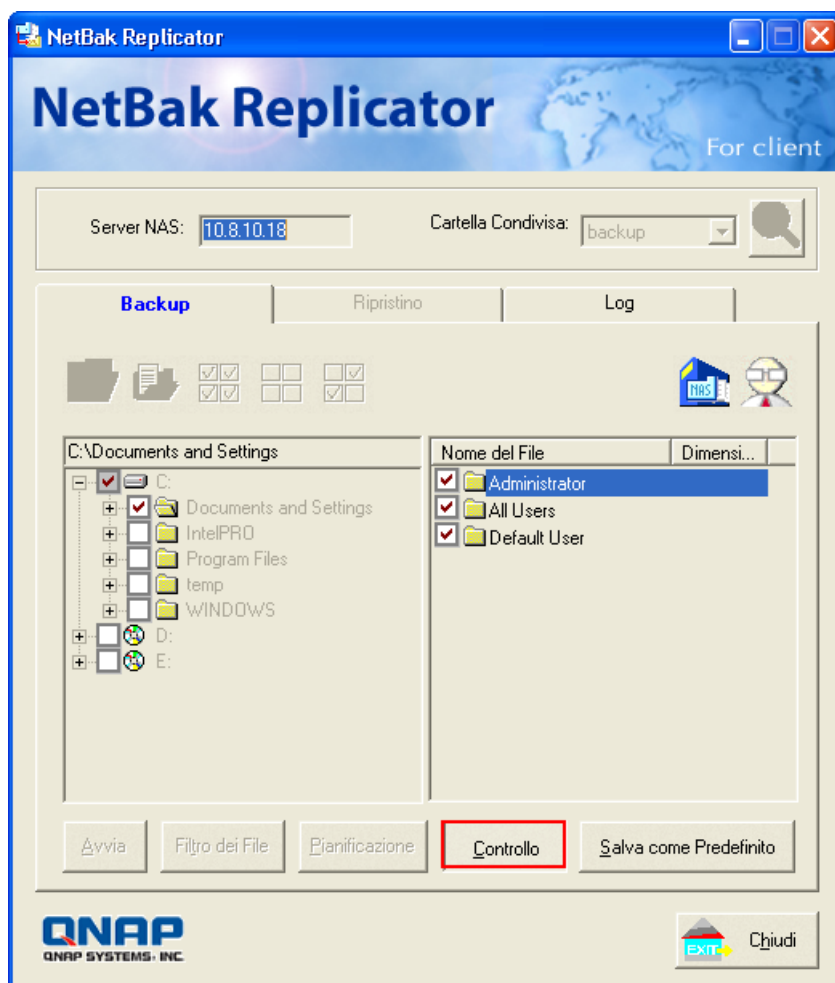 NetBak Replicator
NetBak Replicator
For client
Server NAS: 10.8.10.18 Cartella Condivisa: backup
Backup Ripristino Log
NAS
C:\Documents and Settings
Nome del File Dimensi...
C:
Documents and Settings
IntelPRO
Program Files
temp
WINDOWS
D:
E:
Administrator
All Users
Default User
Avvia Filtro dei File Pianificazione Controllo Salva come Predefinito
QNAP
QNAP SYSTEMS, INC.
EXIT Chiudi